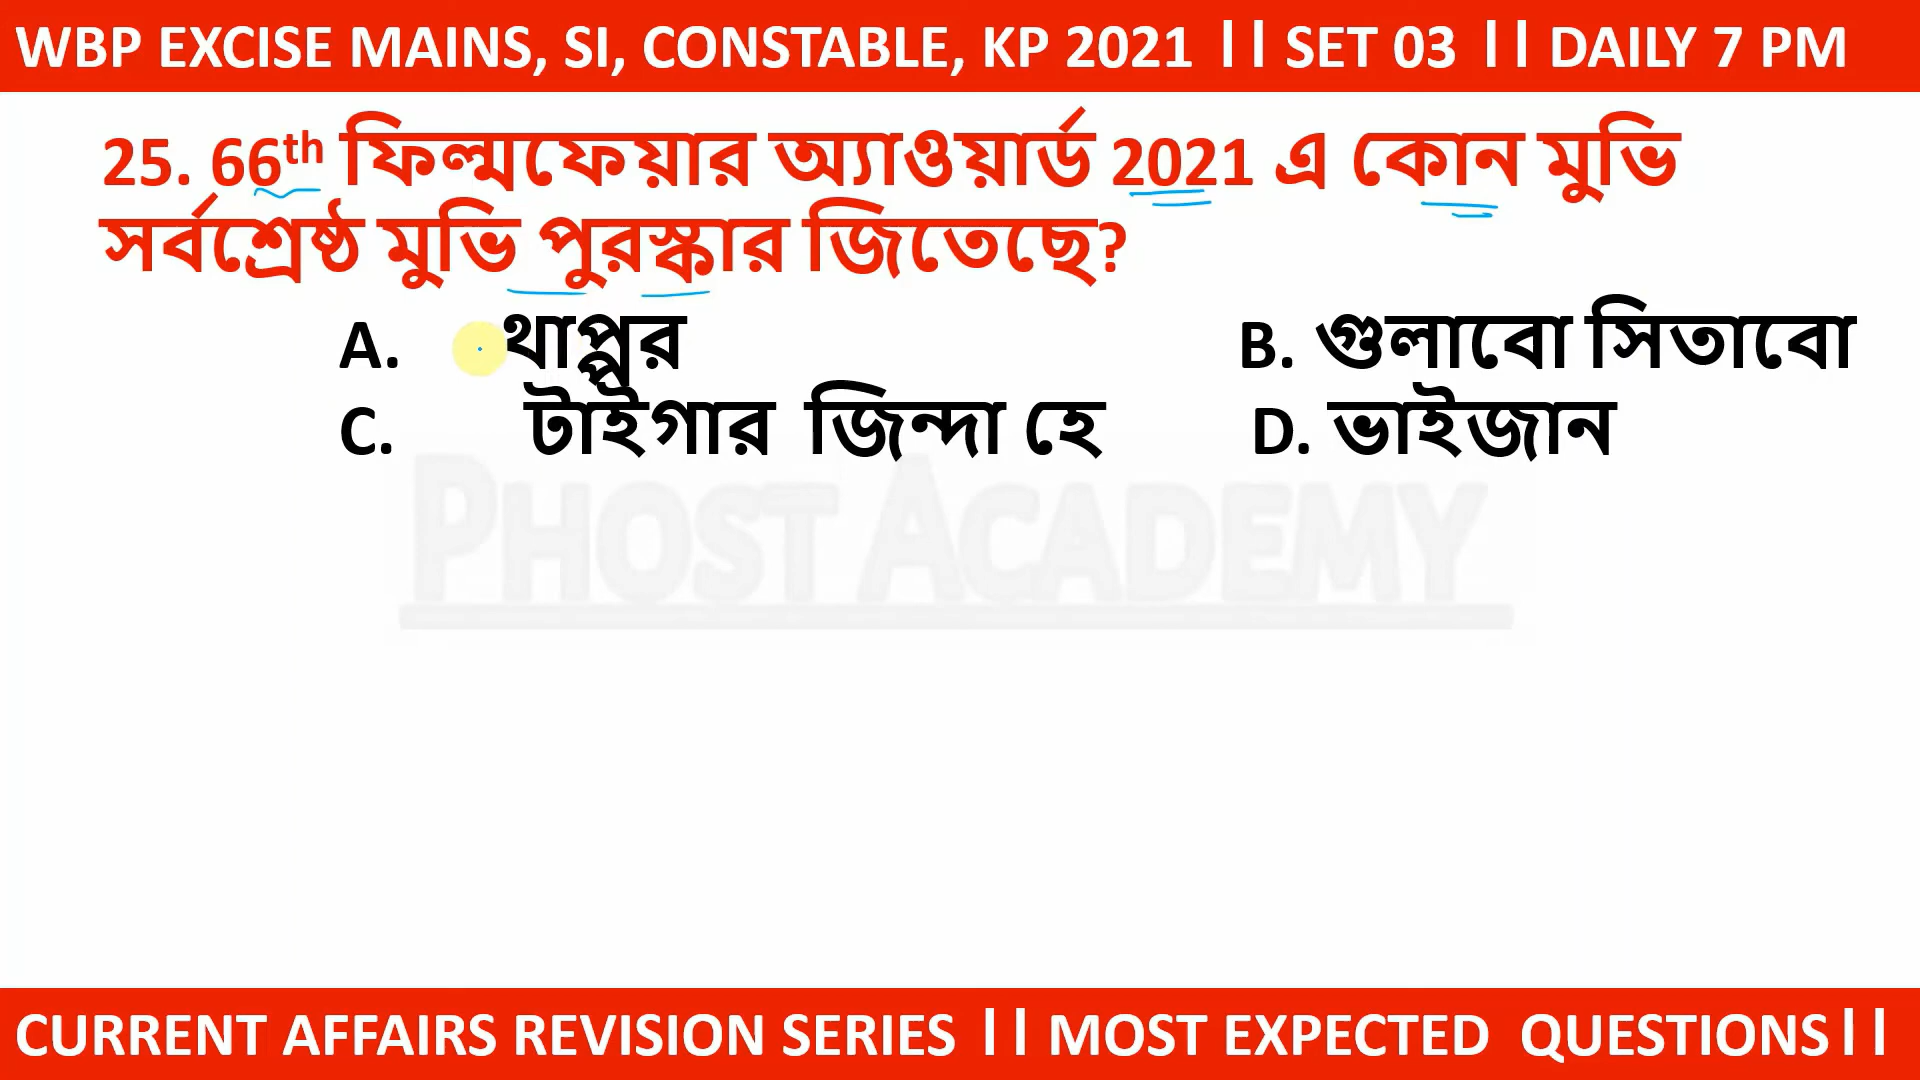 WBP EXCISE MAINS, SI, CONSTABLE, KP 2021 ।। SET 03 ।। DAILY 7 PM
25. 66th ফিল্মফেয়ার অ্যাওয়ার্ড 2021 এ কোন মুভি
সর্বশ্রেষ্ঠ মুভি পুরস্কার জিতেছে?
A. থাপ্পর B. গুলাবো সিতাবো
C. টাইগার জিন্দা হে D. ভাইজান
PHOST ACADEMY
CURRENT AFFAIRS REVISION SERIES ।। MOST EXPECTED QUESTIONS।।